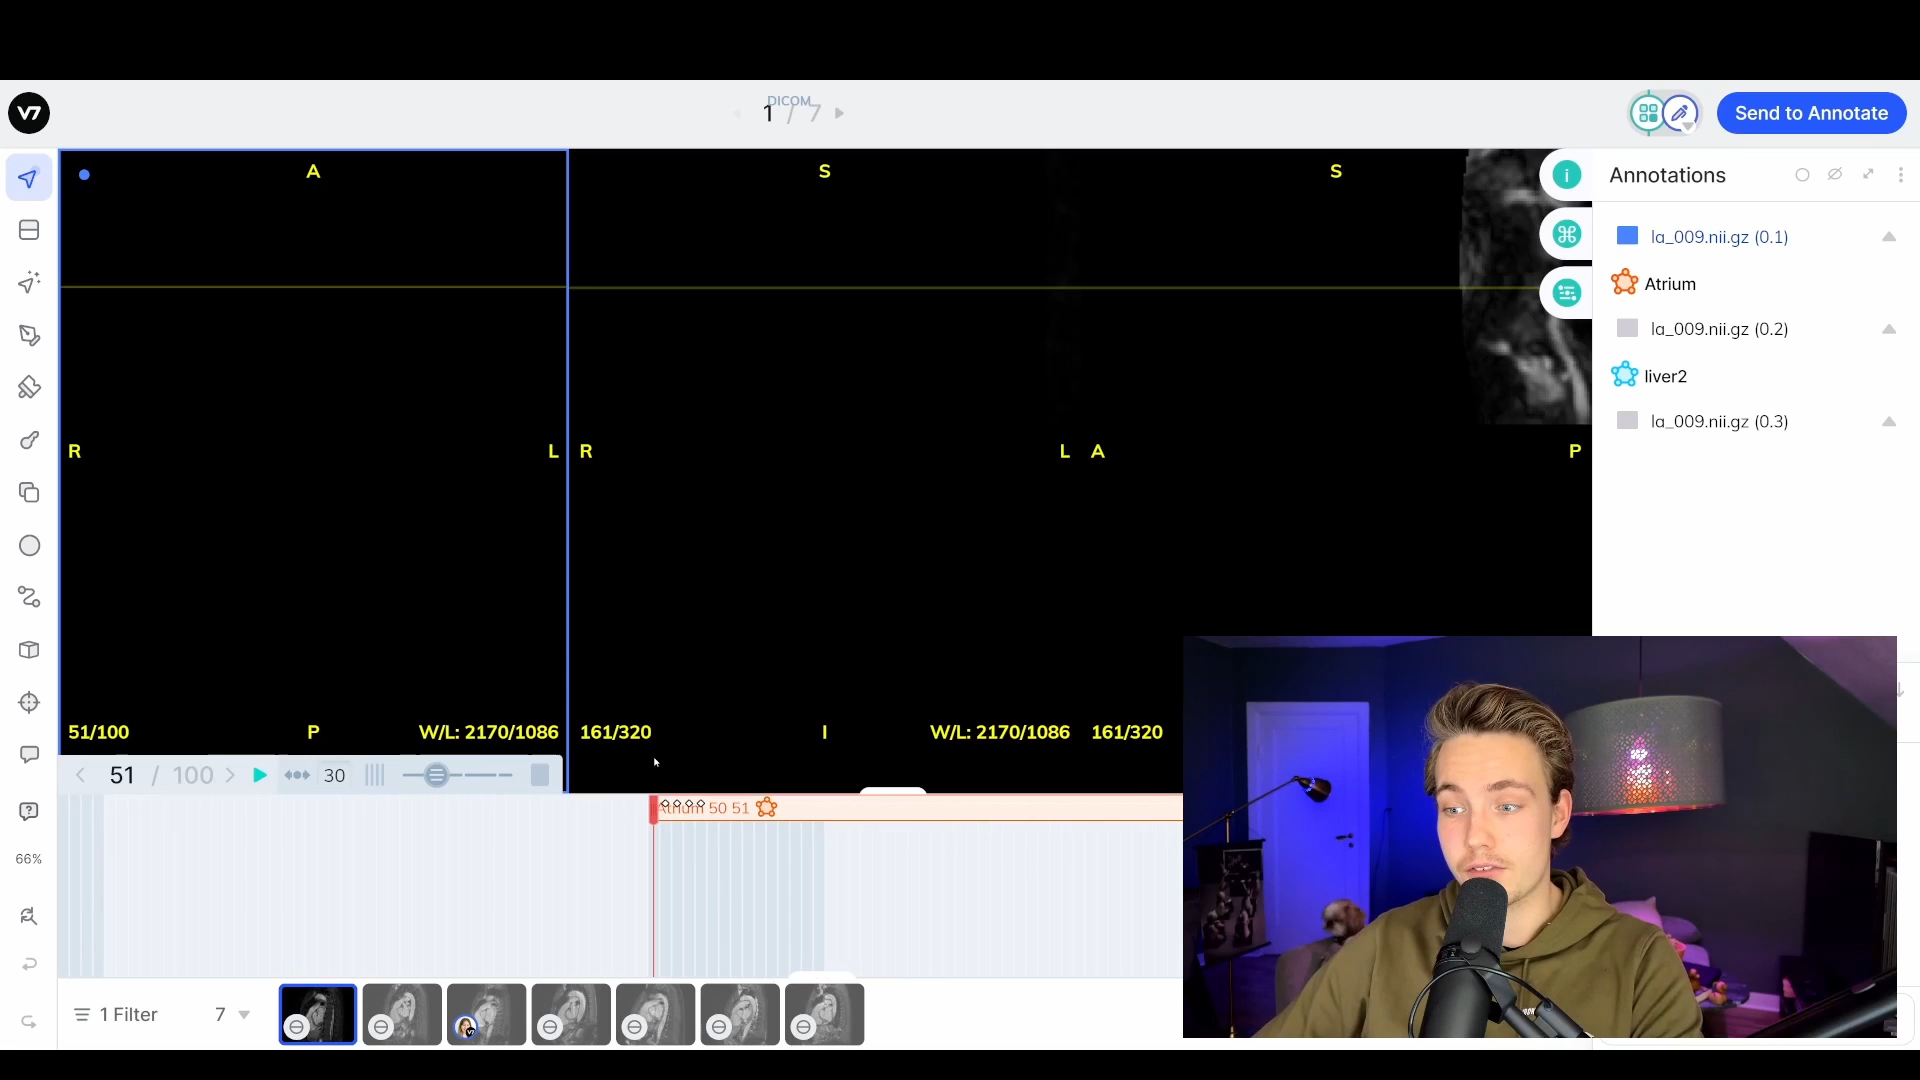 V7
DICOM
1 / 7
Send to Annotate
A
S
S
Annotations
la_009.nii.gz (0.1)
Atrium
la_009.nii.gz (0.2)
liver2
la_009.nii.gz (0.3)
R
L
R
L
A
P
51/100
P
W/L: 2170/1086
161/320
I
W/L: 2170/1086
161/320
51 / 100
30
Atrium 50 51
66%
1 Filter
7